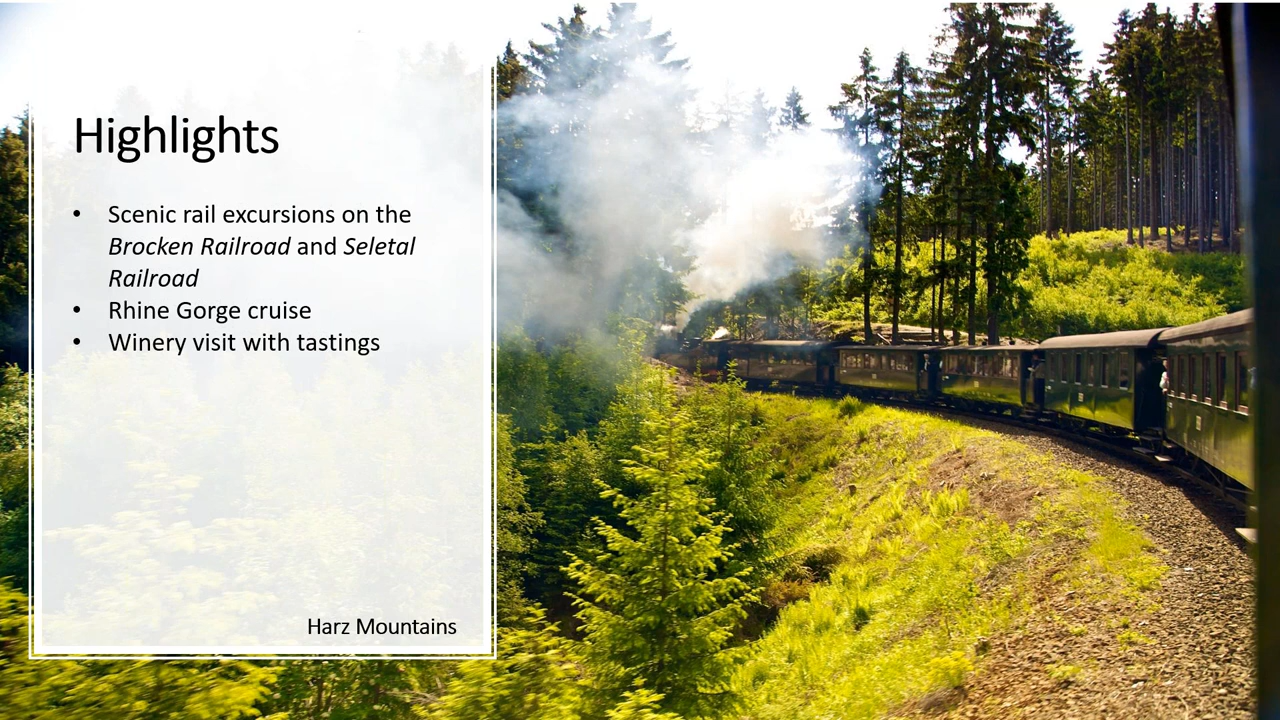 Highlights
• Scenic rail excursions on the
Brocken Railroad and Seletal
Railroad
• Rhine Gorge cruise
• Winery visit with tastings
Harz Mountains